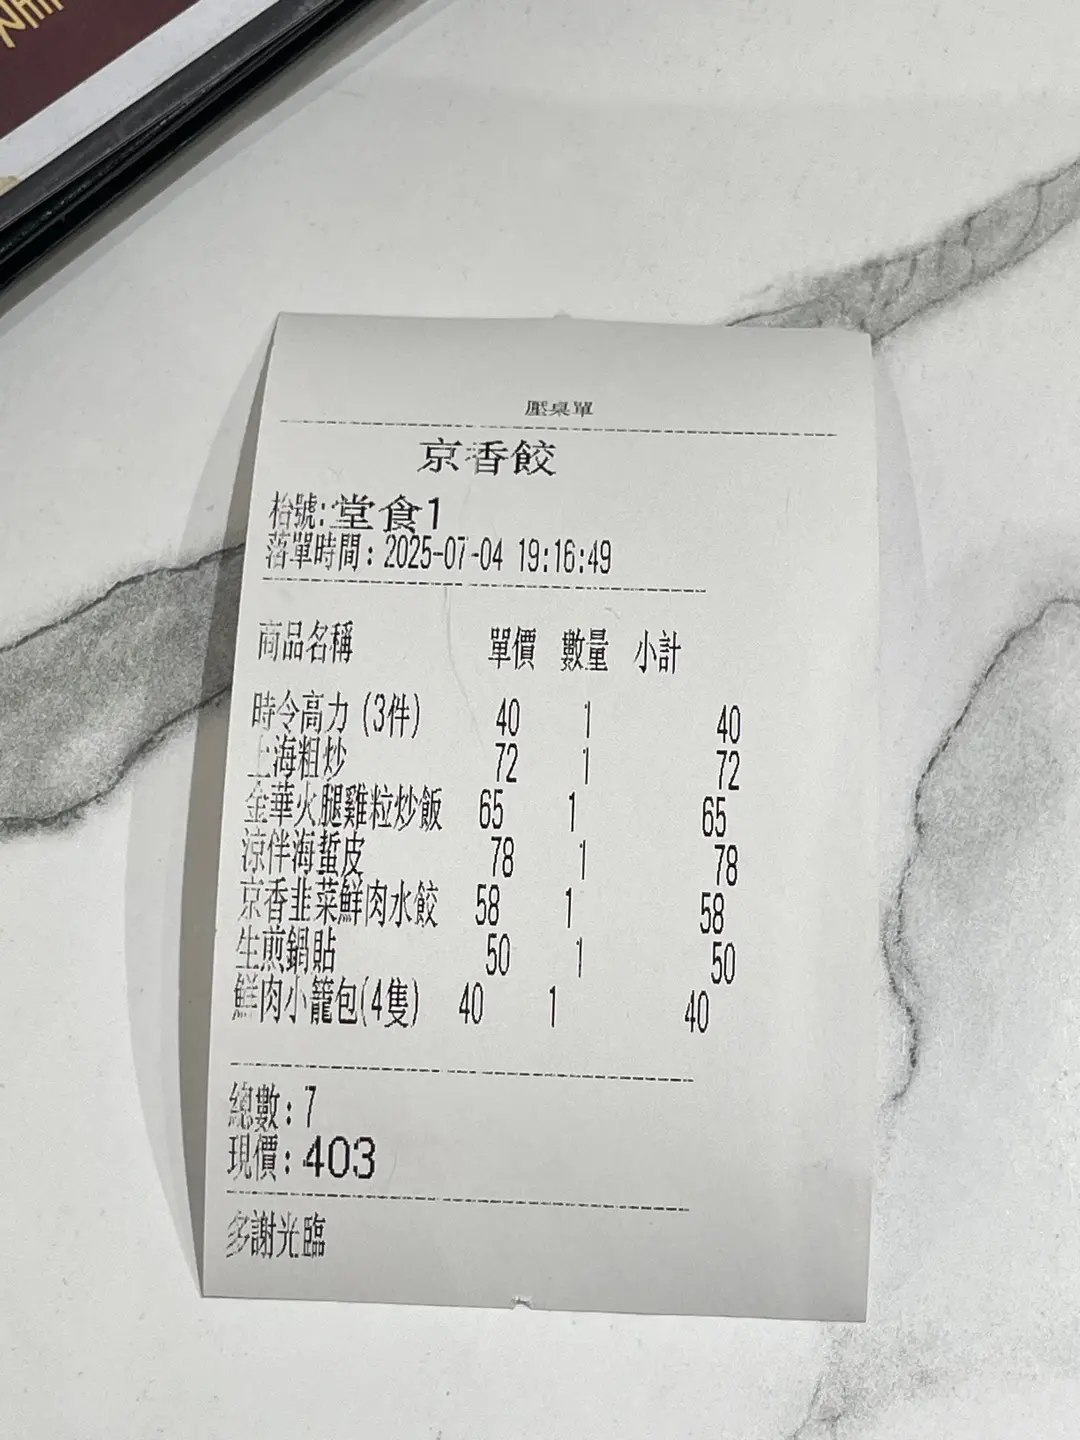 壓桌單
京香餃
枱號:堂食1
落單時間: 2025-07-04 19:16:49
商品名稱 單價 數量 小計
時令高力 (3件) 40 1 40
上海粗炒 72 1 72
金華火腿雞粒炒飯 65 1 65
涼伴海蜇皮 78 1 78
京香韭菜鮮肉水餃 58 1 58
生煎鍋貼 50 1 50
鮮肉小籠包(4隻) 40 1 40
總數: 7
現價: 403
多謝光臨